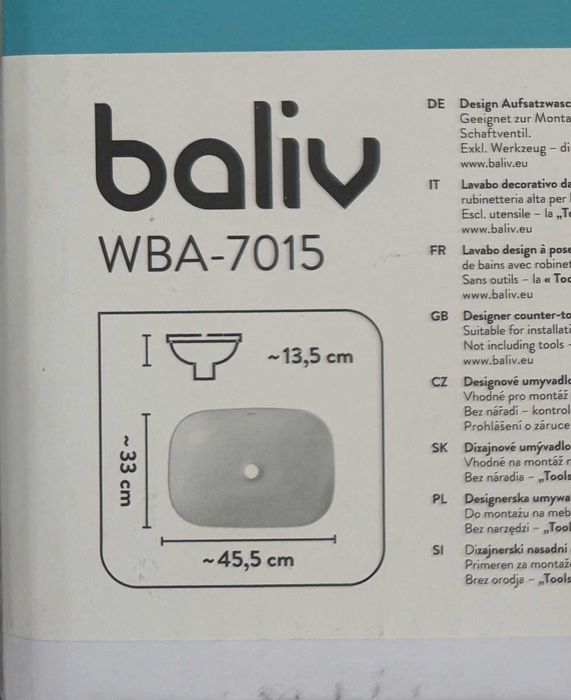 baliv
WBA-7015
~13,5 cm
~33 cm
~45,5 cm
DE Design Aufsatzwasc
Geeignet zur Monta
Schaftventil.
Exkl. Werkzeug – di
www.baliv.eu
IT Lavabo decorativo da
rubinetteria alta per l
Escl. utensile – la „To
www.baliv.eu
FR Lavabo design à pose
de bains avec robinet
Sans outils – la « Too
www.baliv.eu
GB Designer counter-to
Suitable for installati
Not including tools –
www.baliv.eu
CZ Designové umyvadlo
Vhodné pro montáž
Bez nářadí – kontrol
Prohlášení o záruce
SK Dizajnové umývadlo
Vhodné na montáž n
Bez náradia – „Tools
PL Designerska umywa
Do montażu na meb
Bez narzędzi – „Tool
SI Dizajnerski nasadni
Primeren za montažo
Brez orodja – „Tools